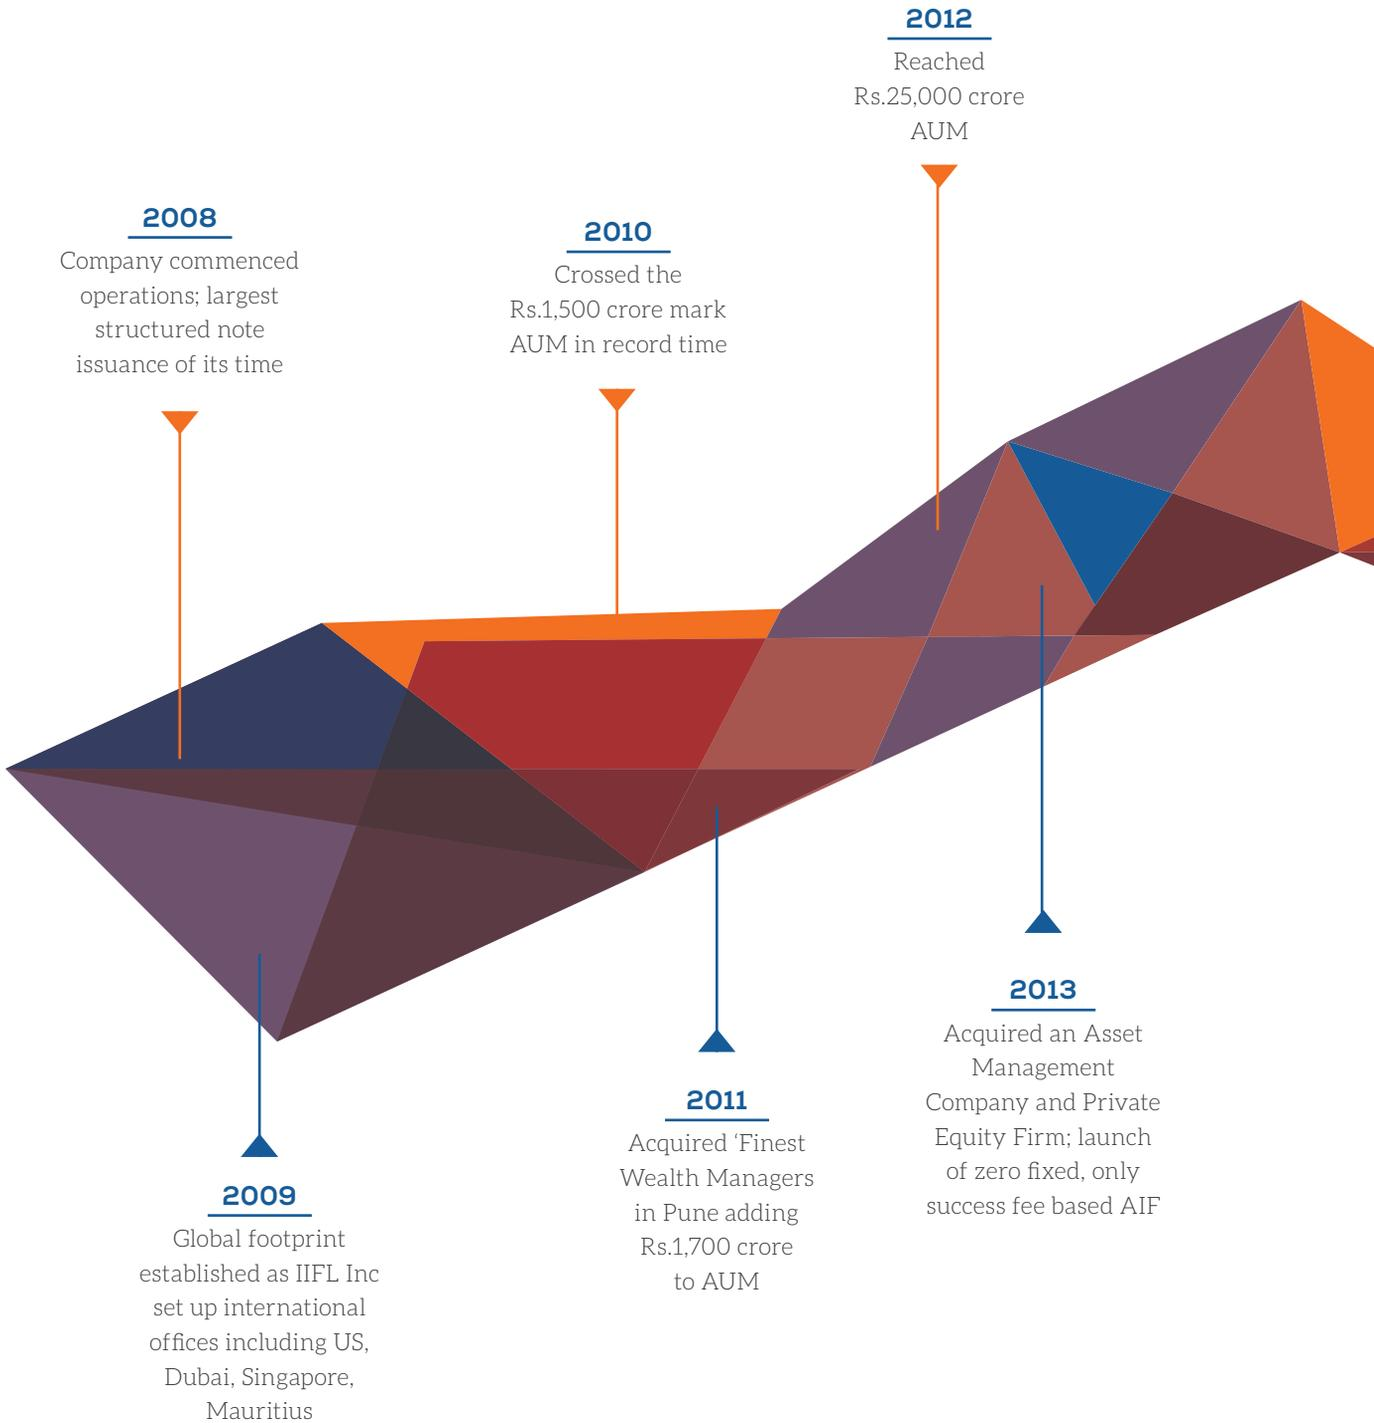 2012
Reached
Rs.25,000 crore
AUM
2008
Company commenced
operations; largest
structured note
issuance of its time
2010
Crossed the
Rs.1,500 crore mark
AUM in record time
2013
Acquired an Asset
Management
Company and Private
Equity Firm; launch
of zero fixed, only
success fee based AIF
2011
Acquired ‘Finest
Wealth Managers
in Pune adding
Rs.1,700 crore
to AUM
2009
Global footprint
established as IIFL Inc
set up international
offices including US,
Dubai, Singapore,
Mauritius